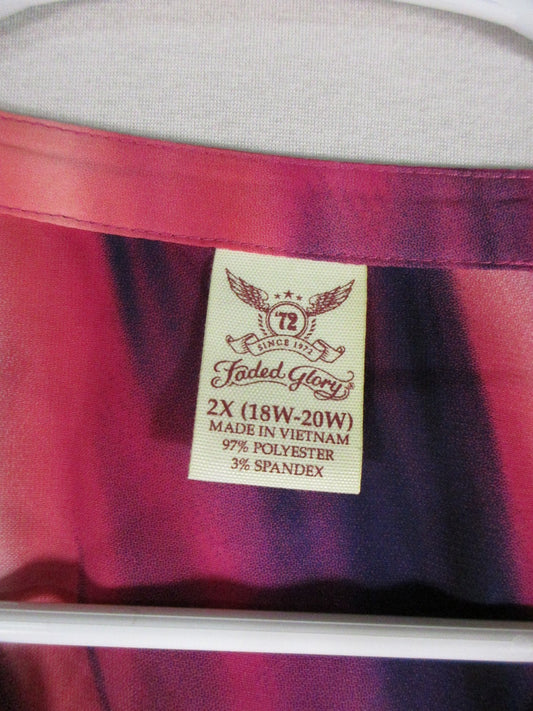 '72
SINCE 1972
Faded Glory
2X (18W-20W)
MADE IN VIETNAM
97% POLYESTER
3% SPANDEX